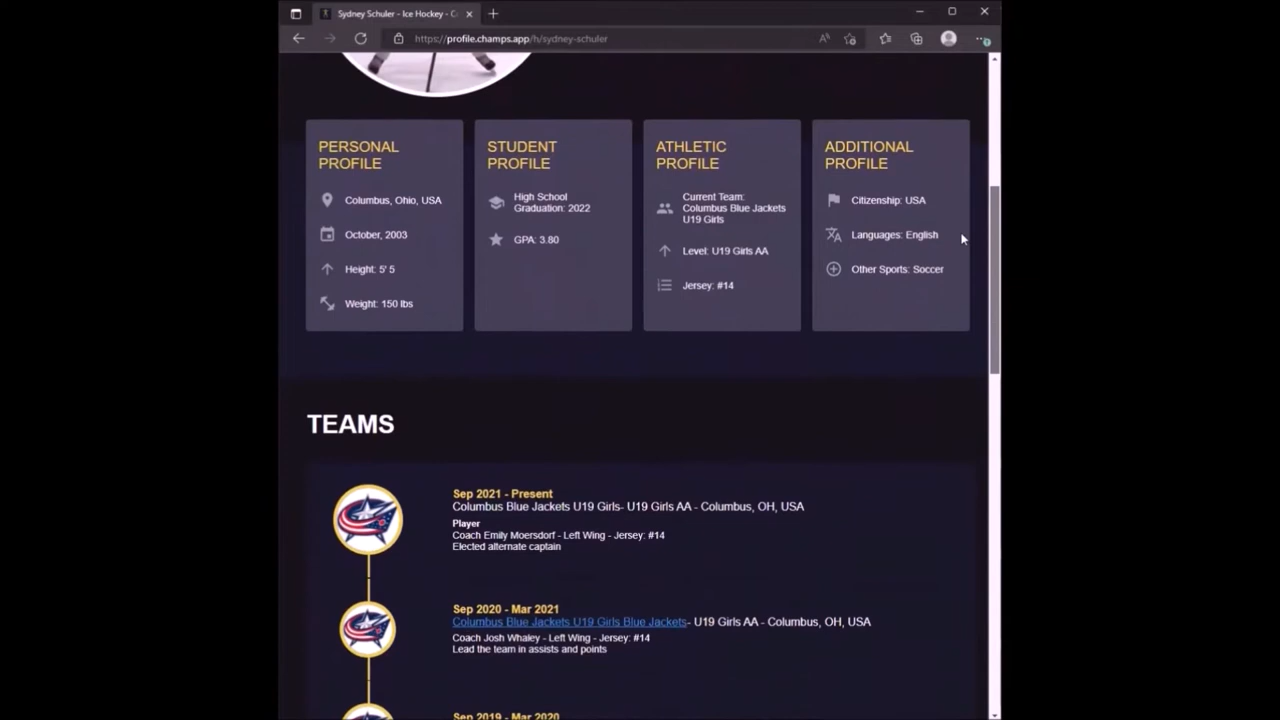 Sydney Schuler - Ice Hockey - C
https://profile.champs.app/h/sydney-schuler
PERSONAL
PROFILE
Columbus, Ohio, USA
October, 2003
Height: 5' 5
Weight: 150 lbs
STUDENT
PROFILE
High School
Graduation: 2022
GPA: 3.80
ATHLETIC
PROFILE
Current Team:
Columbus Blue Jackets
U19 Girls
Level: U19 Girls AA
Jersey: #14
ADDITIONAL
PROFILE
Citizenship: USA
Languages: English
Other Sports: Soccer
TEAMS
Sep 2021 - Present
Columbus Blue Jackets U19 Girls- U19 Girls AA - Columbus, OH, USA
Player
Coach Emily Moersdorf - Left Wing - Jersey: #14
Elected alternate captain
Sep 2020 - Mar 2021
Columbus Blue Jackets U19 Girls Blue Jackets- U19 Girls AA - Columbus, OH, USA
Coach Josh Whaley - Left Wing - Jersey: #14
Lead the team in assists and points
Sep 2019 - Mar 2020